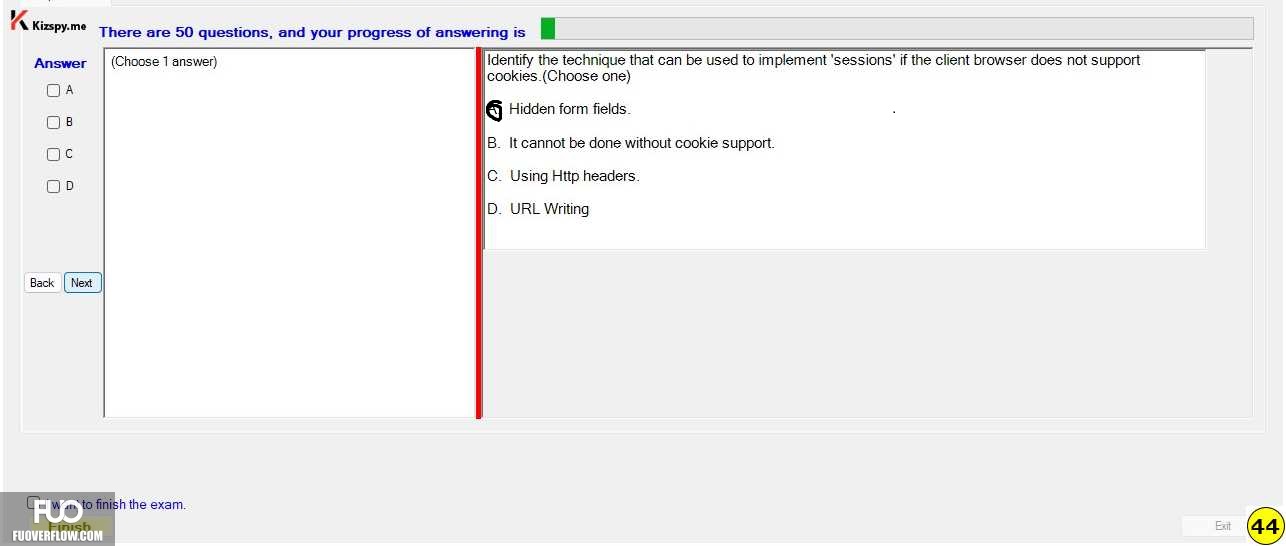 Kizspy.me
There are 50 questions, and your progress of answering is
Answer
(Choose 1 answer)
A
B
C
D
Back
Next
Identify the technique that can be used to implement 'sessions' if the client browser does not support
cookies.(Choose one)
Hidden form fields.
B. It cannot be done without cookie support.
C. Using Http headers.
D. URL Writing
I want to finish the exam.
Finish
FUO
FUOVERFLOW.COM
Exit
44